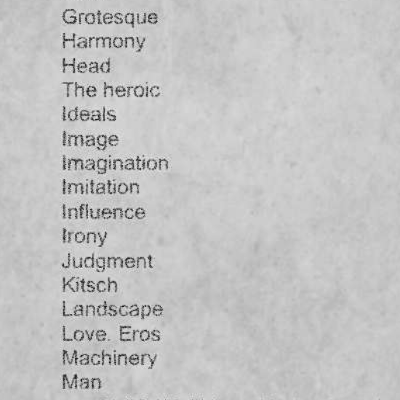 Grotesque
Harmony
Head
The heroic
Ideals
Image
Imagination
Imitation
Influence
Irony
Judgment
Kitsch
Landscape
Love. Eros
Machinery
Man